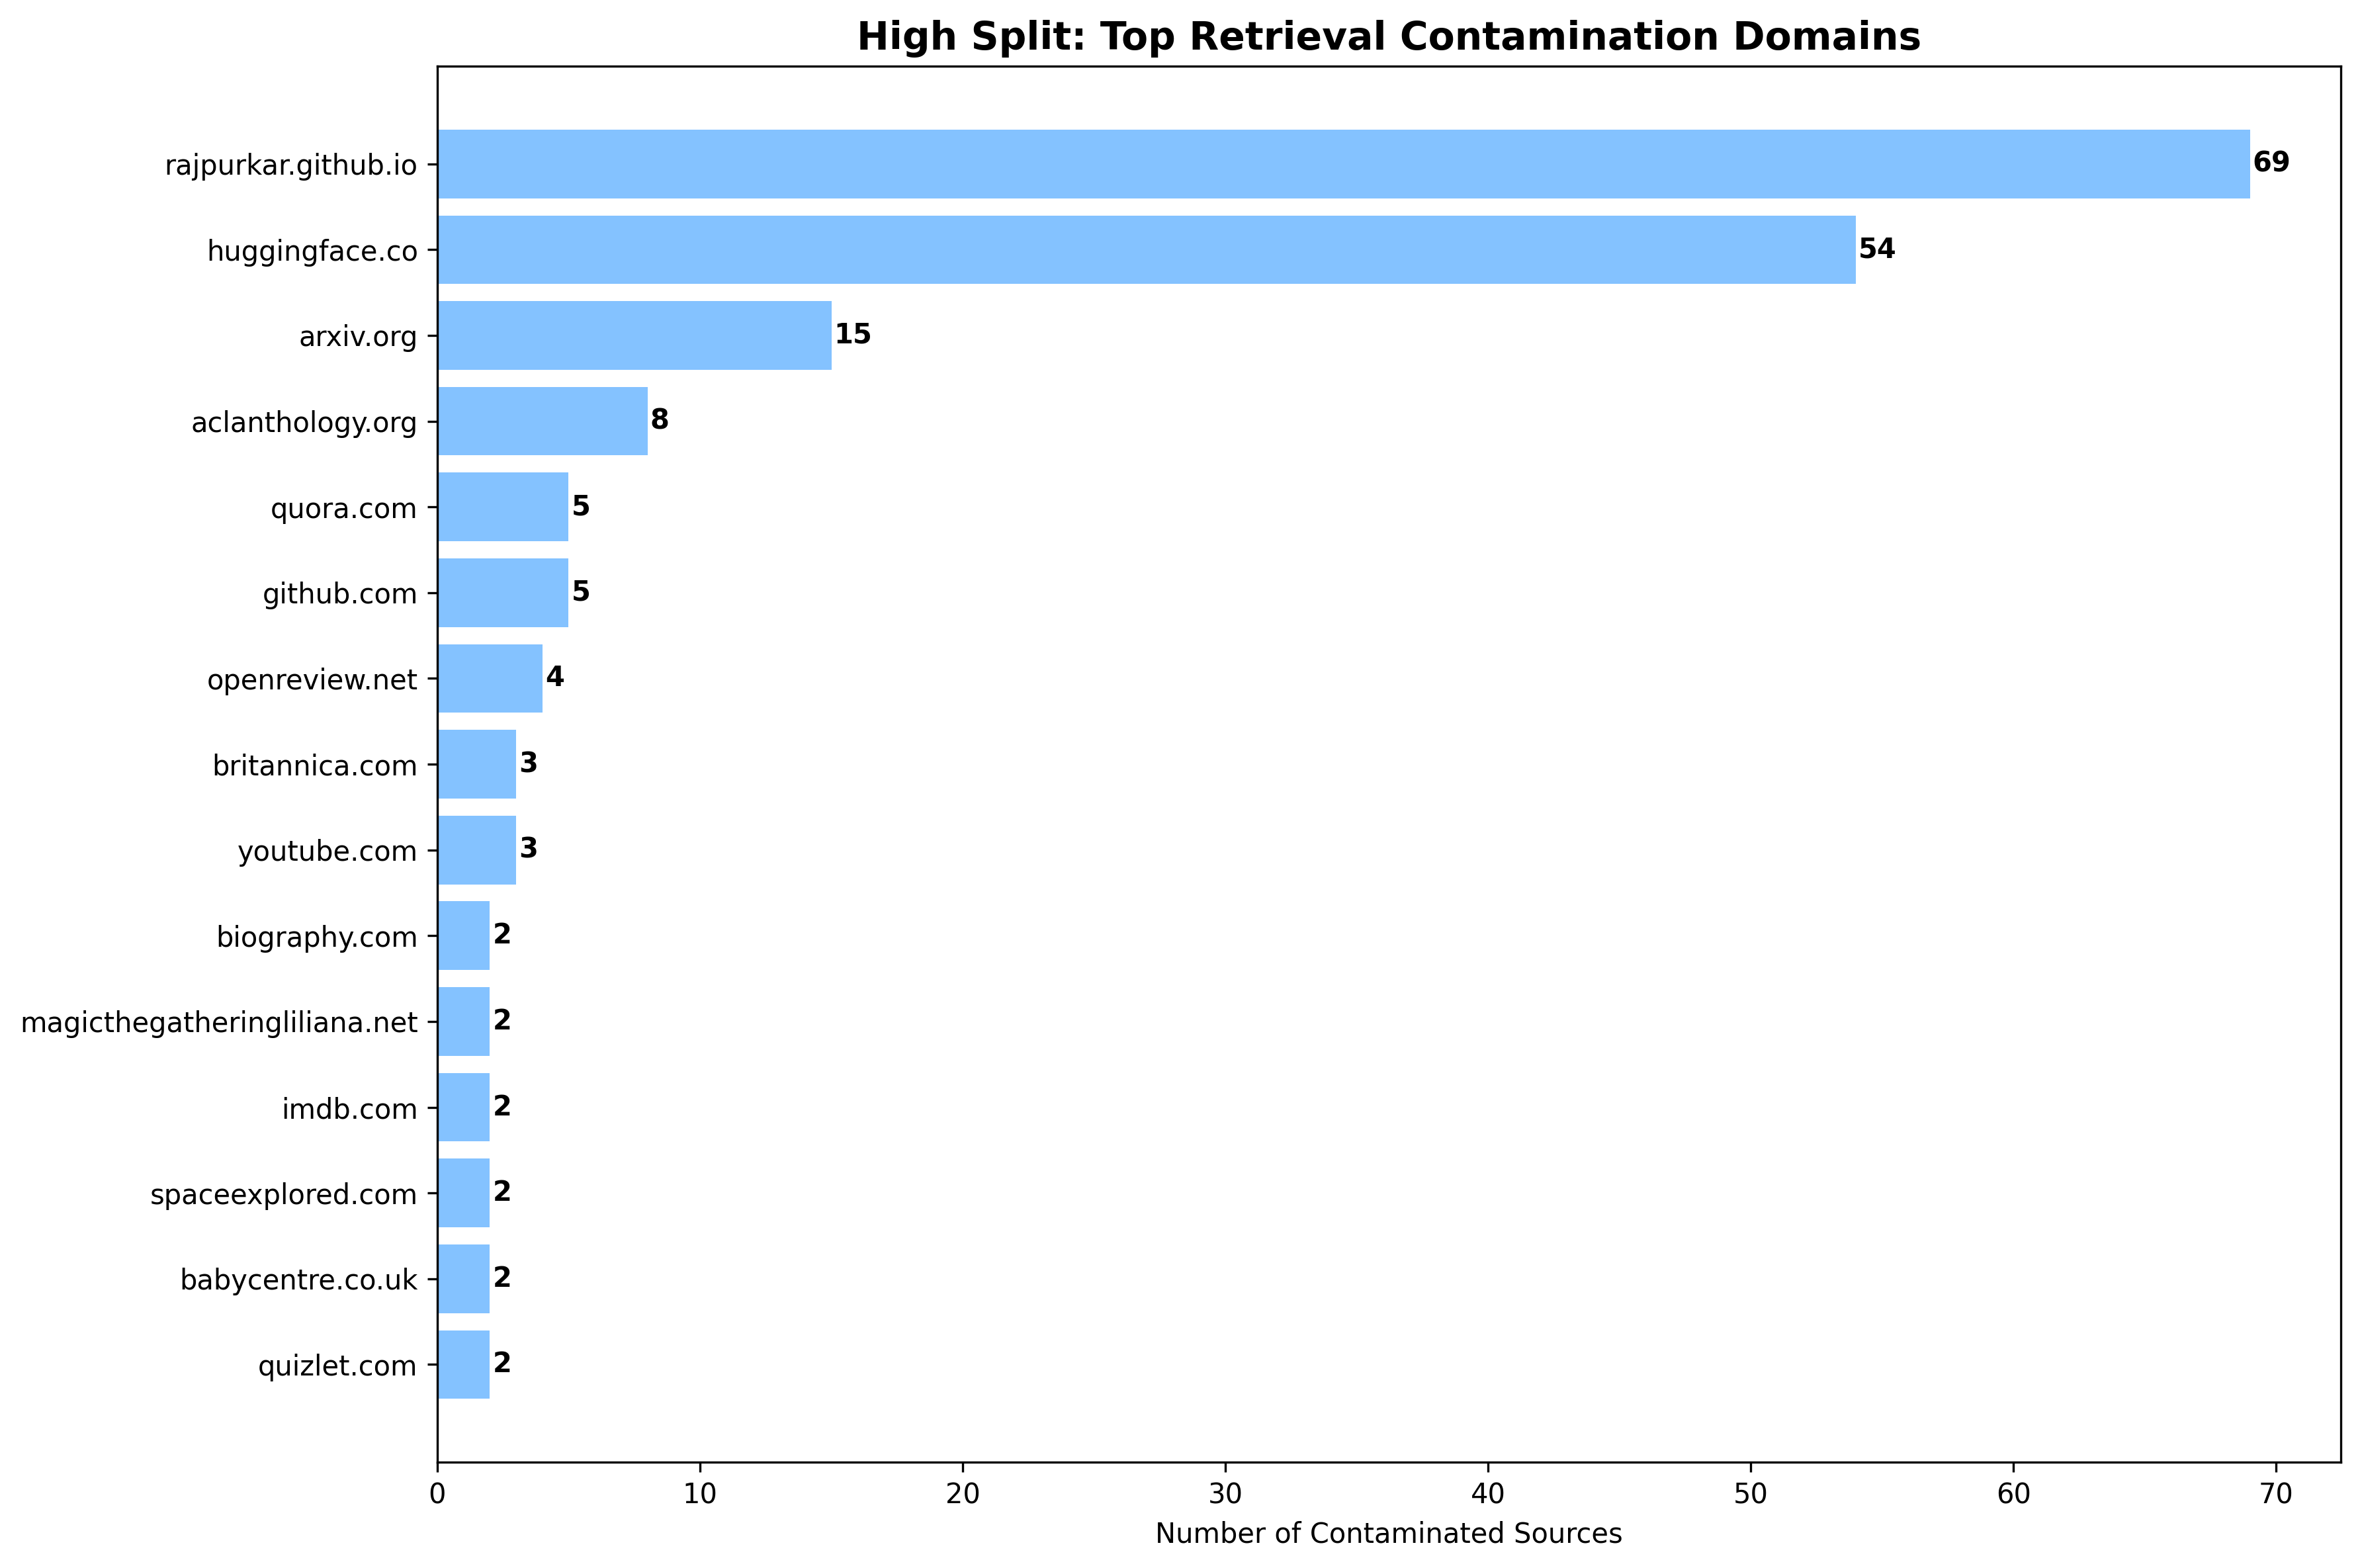 High Split: Top Retrieval Contamination Domains
rajpurkar.github.io 69
huggingface.co 54
arxiv.org 15
aclanthology.org 8
quora.com 5
github.com 5
openreview.net 4
britannica.com 3
youtube.com 3
biography.com 2
magicthegatheringliliana.net 2
imdb.com 2
spaceexplored.com 2
babycentre.co.uk 2
quizlet.com 2
0 10 20 30 40 50 60 70
Number of Contaminated Sources